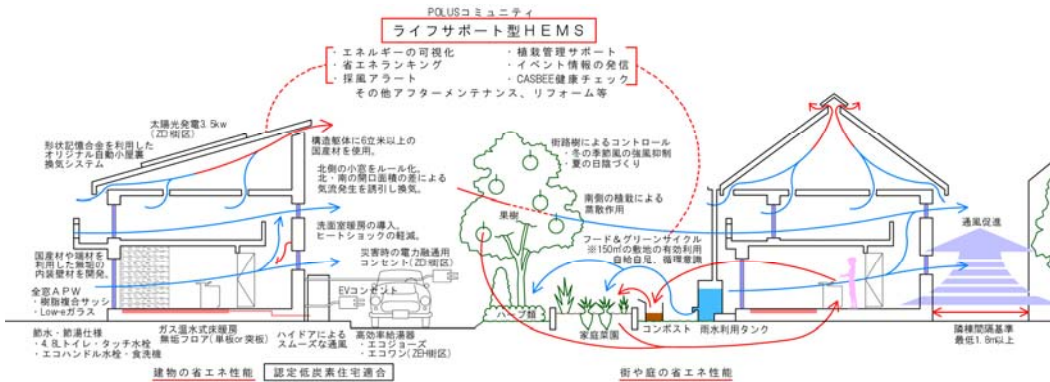 POLUSコミュニティ
ライフサポート型HEMS
・エネルギーの可視化
・省エネランキング
・採風アラート
・植栽管理サポート
・イベント情報の発信
・CASBEE健康チェック
その他アフターメンテナンス、リフォーム等
太陽光発電3.5kw
(ZEH街区)
形状記憶合金を利用した
オリジナル自動小屋裏
換気システム
構造躯体に6立米以上の
国産材を使用。
北側の小窓をルール化。
北・南の開口面積の差による
気流発生を誘引し換気。
洗面室暖房の導入。
ヒートショックの軽減。
国産材や端材を
利用した無垢の
内装壁材を開発。
災害時の電力融通用
コンセント(ZEH街区)
EVコンセント
全窓APW
・樹脂複合サッシ
・Low-eガラス
節水・節湯仕様
・4.8Lトイレ・タッチ水栓
・エコハンドル水栓・食洗機
ガス温水式床暖房
無垢フロア(単板or突板)
ハイドアによる
スムーズな通風
高効率給湯器
・エコジョーズ
・エコワン(ZEH街区)
建物の省エネ性能
認定低炭素住宅適合
街路樹によるコントロール
・冬の季節風の強風抑制
・夏の日陰づくり
果樹
南側の植栽による
蒸散作用
フード＆グリーンサイクル
※150㎡の敷地の有効利用
自給自足、循環意識
ハーブ類
家庭菜園
コンポスト
雨水利用タンク
通風促進
隣棟間隔基準
最低1.8m以上
街や庭の省エネ性能